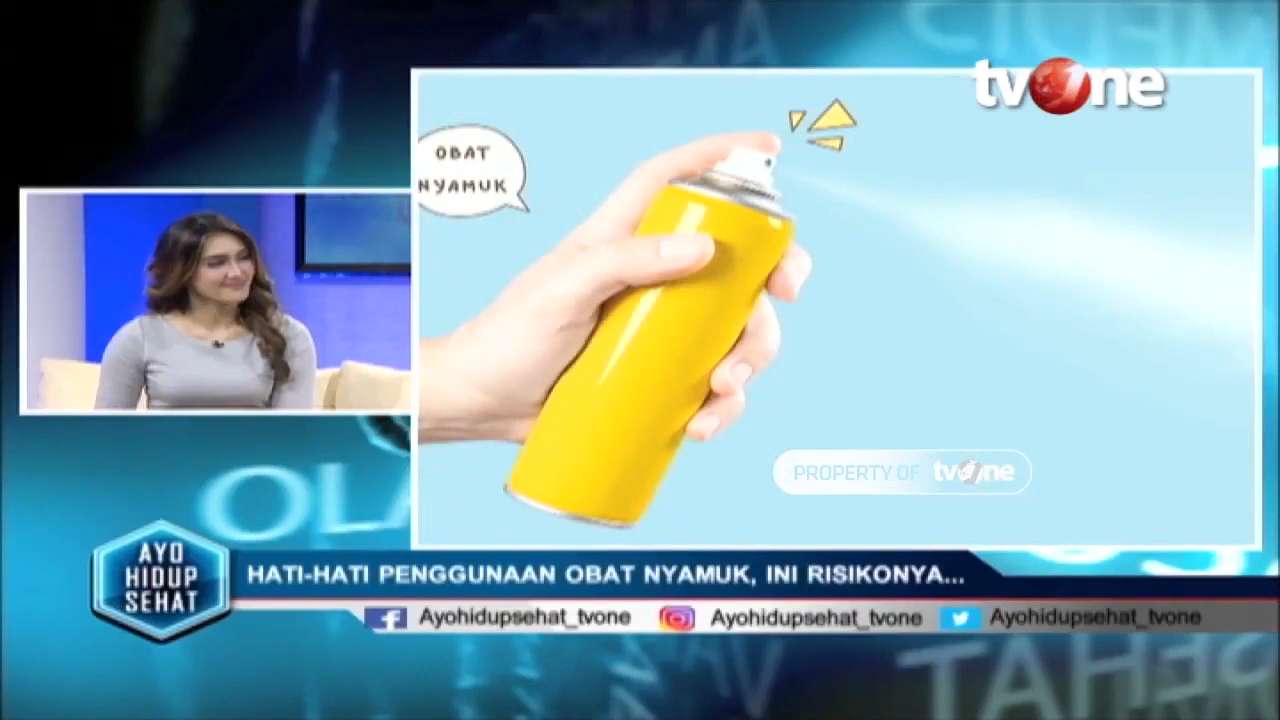 tvOne
OBAT
NYAMUK
PROPERTY OF tvOne
OLA
AYO
HIDUP
SEHAT
HATI-HATI PENGGUNAAN OBAT NYAMUK, INI RISIKONYA...
Ayohidupsehat_tvone Ayohidupsehat_tvone Ayohidupsehat_tvone